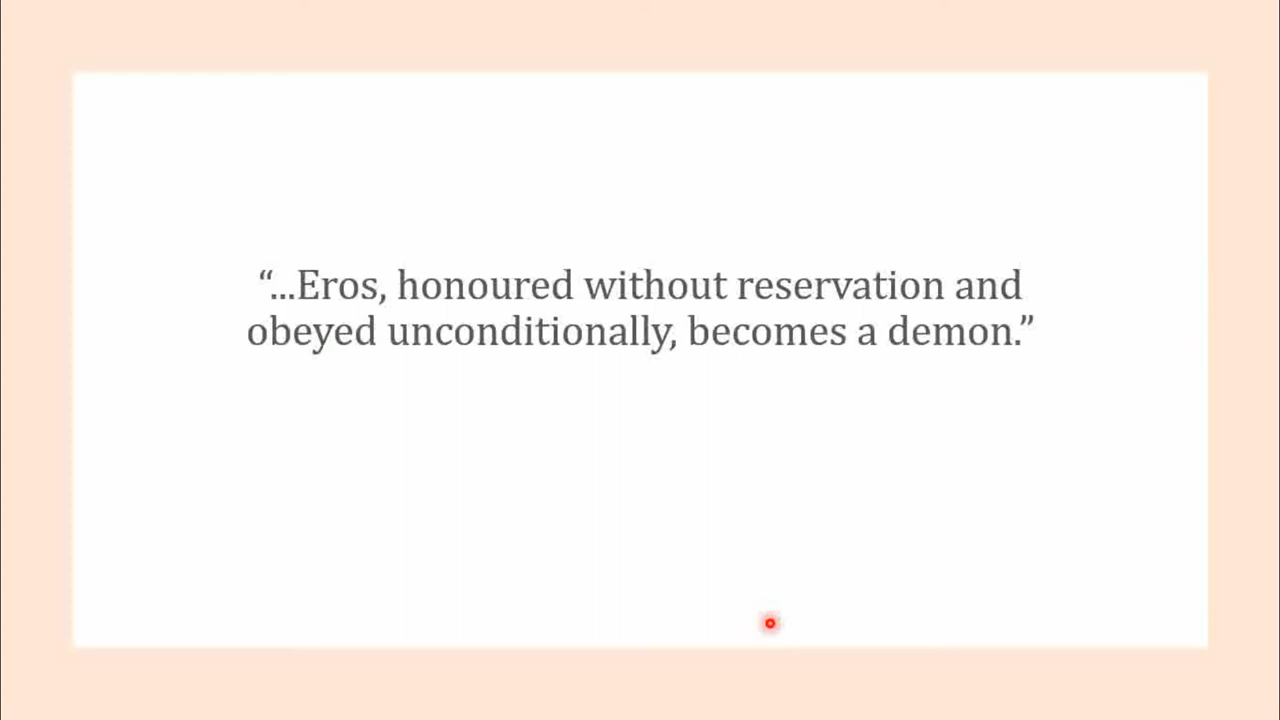 “...Eros, honoured without reservation and
obeyed unconditionally, becomes a demon.”